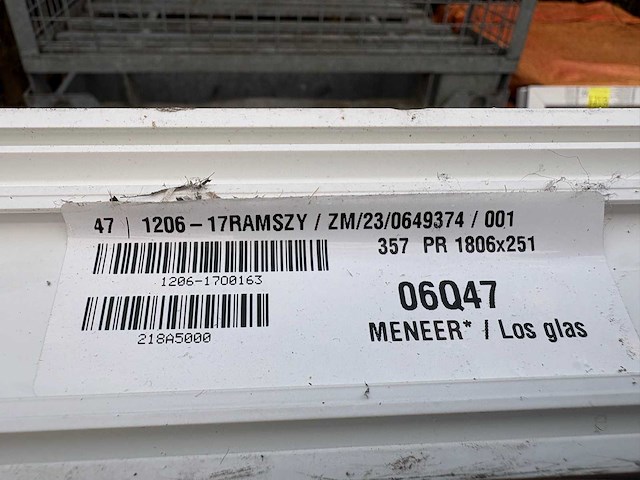 47 | 1206-17RAMSZY / ZM/23/0649374 / 001
357 PR 1806x251
1206-1700163
06Q47
218A5000
MENEER* / Los glas